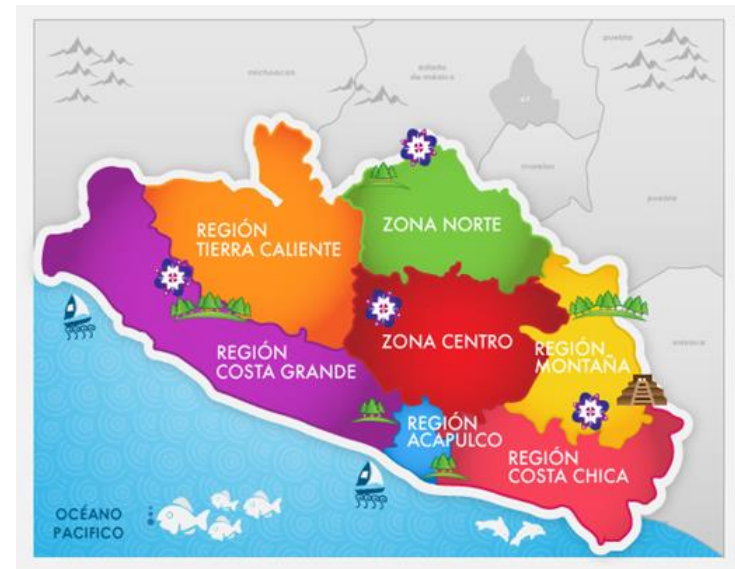 puebla
michoacan
estado
de méxico
d.f
morelos
puebla
REGIÓN
TIERRA CALIENTE
ZONA NORTE
ZONA CENTRO
REGIÓN
MONTAÑA
oaxaca
REGIÓN
COSTA GRANDE
REGIÓN
ACAPULCO
REGIÓN
COSTA CHICA
OCÉANO
PACIFICO